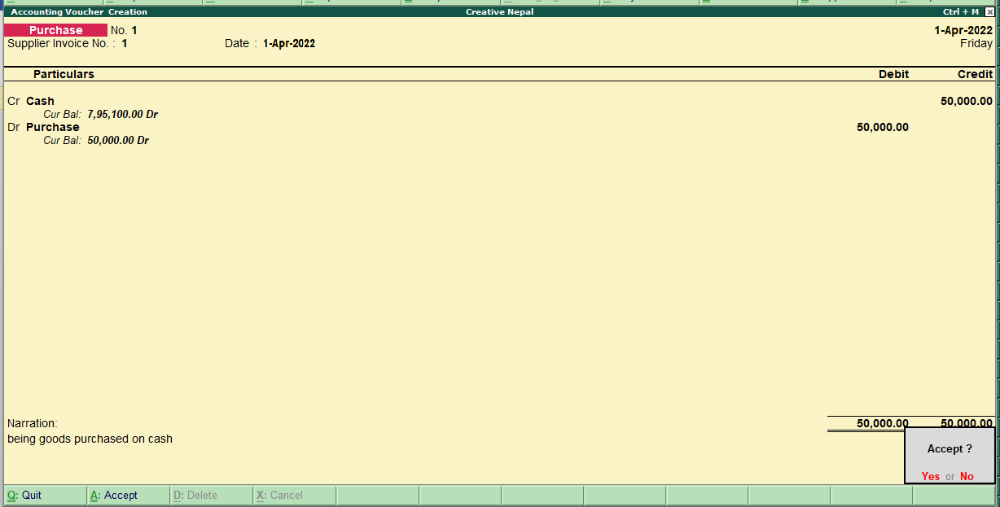 Accounting Voucher Creation Creative Nepal Ctrl + M
Purchase No. 1 1-Apr-2022
Supplier Invoice No. : 1 Date : 1-Apr-2022 Friday
Particulars Debit Credit
Cr Cash 50,000.00
Cur Bal: 7,95,100.00 Dr
Dr Purchase 50,000.00
Cur Bal: 50,000.00 Dr
Narration: 50,000.00 50,000.00
being goods purchased on cash
Accept ?
Yes or No
Q: Quit A: Accept D: Delete X: Cancel